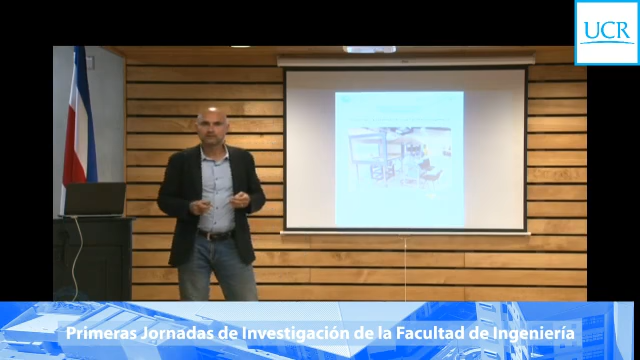 UCR
Primeras Jornadas de Investigación de la Facultad de Ingeniería